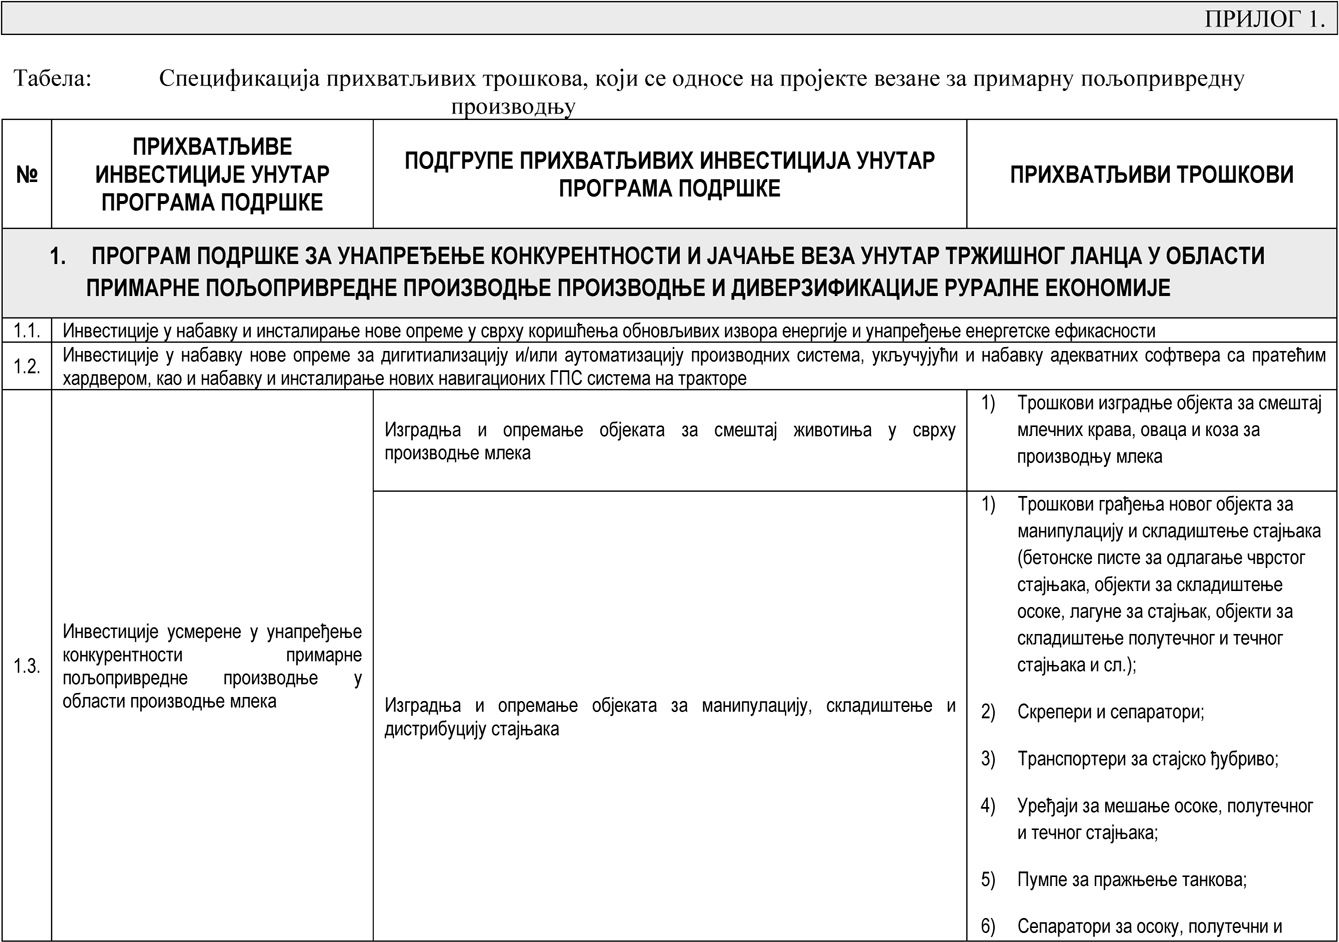 ПРИЛОГ 1.
Табела: Спецификација прихватљивих трошкова, који се односе на пројекте везане за примарну пољопривредну
производњу
№
ПРИХВАТЉИВЕ
ИНВЕСТИЦИЈЕ УНУТАР
ПРОГРАМА ПОДРШКЕ
ПОДГРУПЕ ПРИХВАТЉИВИХ ИНВЕСТИЦИЈА УНУТАР
ПРОГРАМА ПОДРШКЕ
ПРИХВАТЉИВИ ТРОШКОВИ
1. ПРОГРАМ ПОДРШКЕ ЗА УНАПРЕЂЕЊЕ КОНКУРЕНТНОСТИ И ЈАЧАЊЕ ВЕЗА УНУТАР ТРЖИШНОГ ЛАНЦА У ОБЛАСТИ
ПРИМАРНЕ ПОЉОПРИВРЕДНЕ ПРОИЗВОДЊЕ ПРОИЗВОДЊЕ И ДИВЕРЗИФИКАЦИЈЕ РУРАЛНЕ ЕКОНОМИЈЕ
1.1. Инвестиције у набавку и инсталирање нове опреме у сврху коришћења обновљивих извора енергије и унапређење енергетске ефикасности
1.2. Инвестиције у набавку нове опреме за дигитиализацију и/или аутоматизацију производних система, укључујући и набавку адекватних софтвера са пратећим
хардвером, као и набавку и инсталирање нових навигационих ГПС система на тракторе
1.3.
Инвестиције усмерене у унапређење
конкурентности примарне
пољопривредне производње у
области производње млека
Изградња и опремање објеката за смештај животиња у сврху
производње млека
1) Трошкови изградње објекта за смештај
млечних крава, оваца и коза за
производњу млека
Изградња и опремање објеката за манипулацију, складиштење и
дистрибуцију стајњака
1) Трошкови грађења новог објекта за
манипулацију и складиштење стајњака
(бетонске писте за одлагање чврстог
стајњака, објекти за складиштење
осоке, лагуне за стајњак, објекти за
складиштење полутечног и течног
стајњака и сл.);
2) Скрепери и сепаратори;
3) Транспортери за стајско ђубриво;
4) Уређаји за мешање осоке, полутечног
и течног стајњака;
5) Пумпе за пражњење танкова;
6) Сепаратори за осоку, полутечни и